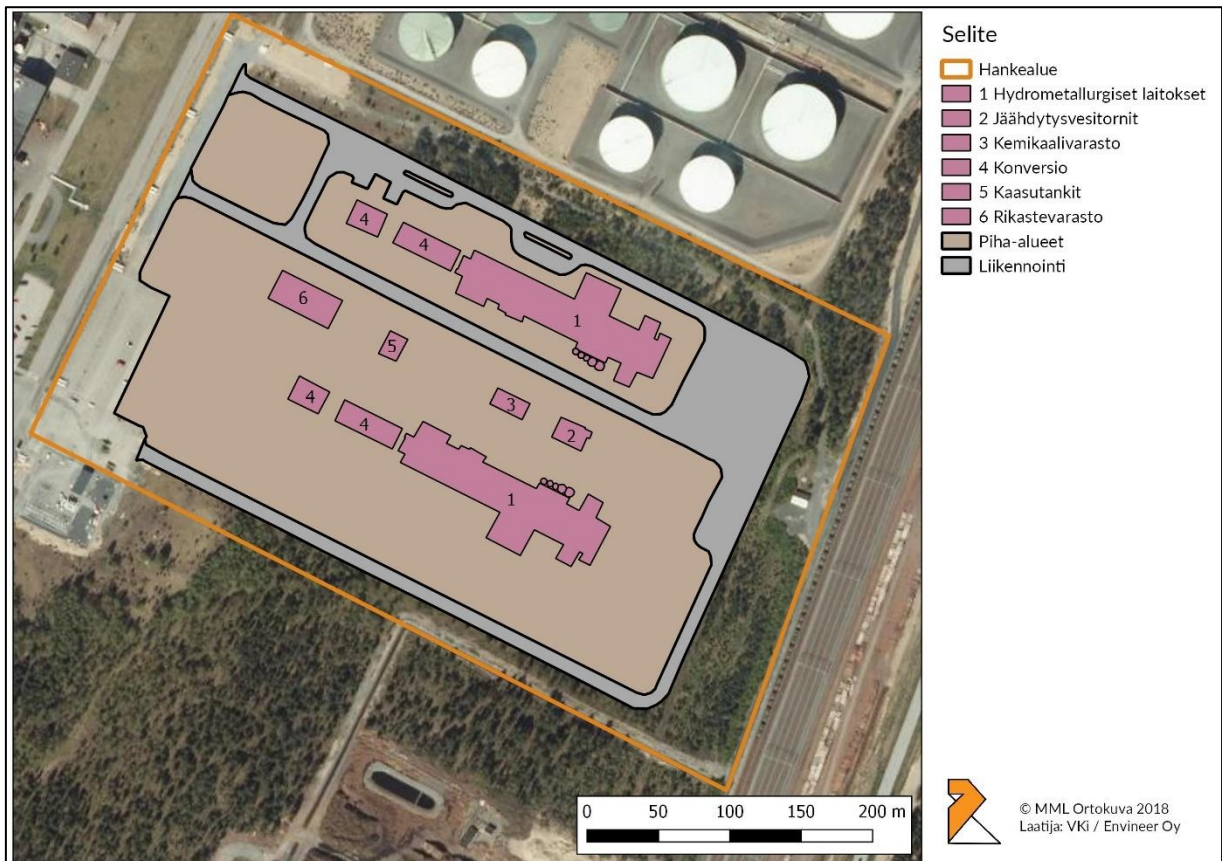 Selite
Hankealue
1 Hydrometallurgiset laitokset
2 Jäähdytysvesitornit
3 Kemikaalivarasto
4 Konversio
5 Kaasutankit
6 Rikastevarasto
Piha-alueet
Liikennöinti
4
4
1
6
5
4
4
3
2
1
0 50 100 150 200 m
© MML Ortokuva 2018
Laatija: VKi / Envineer Oy